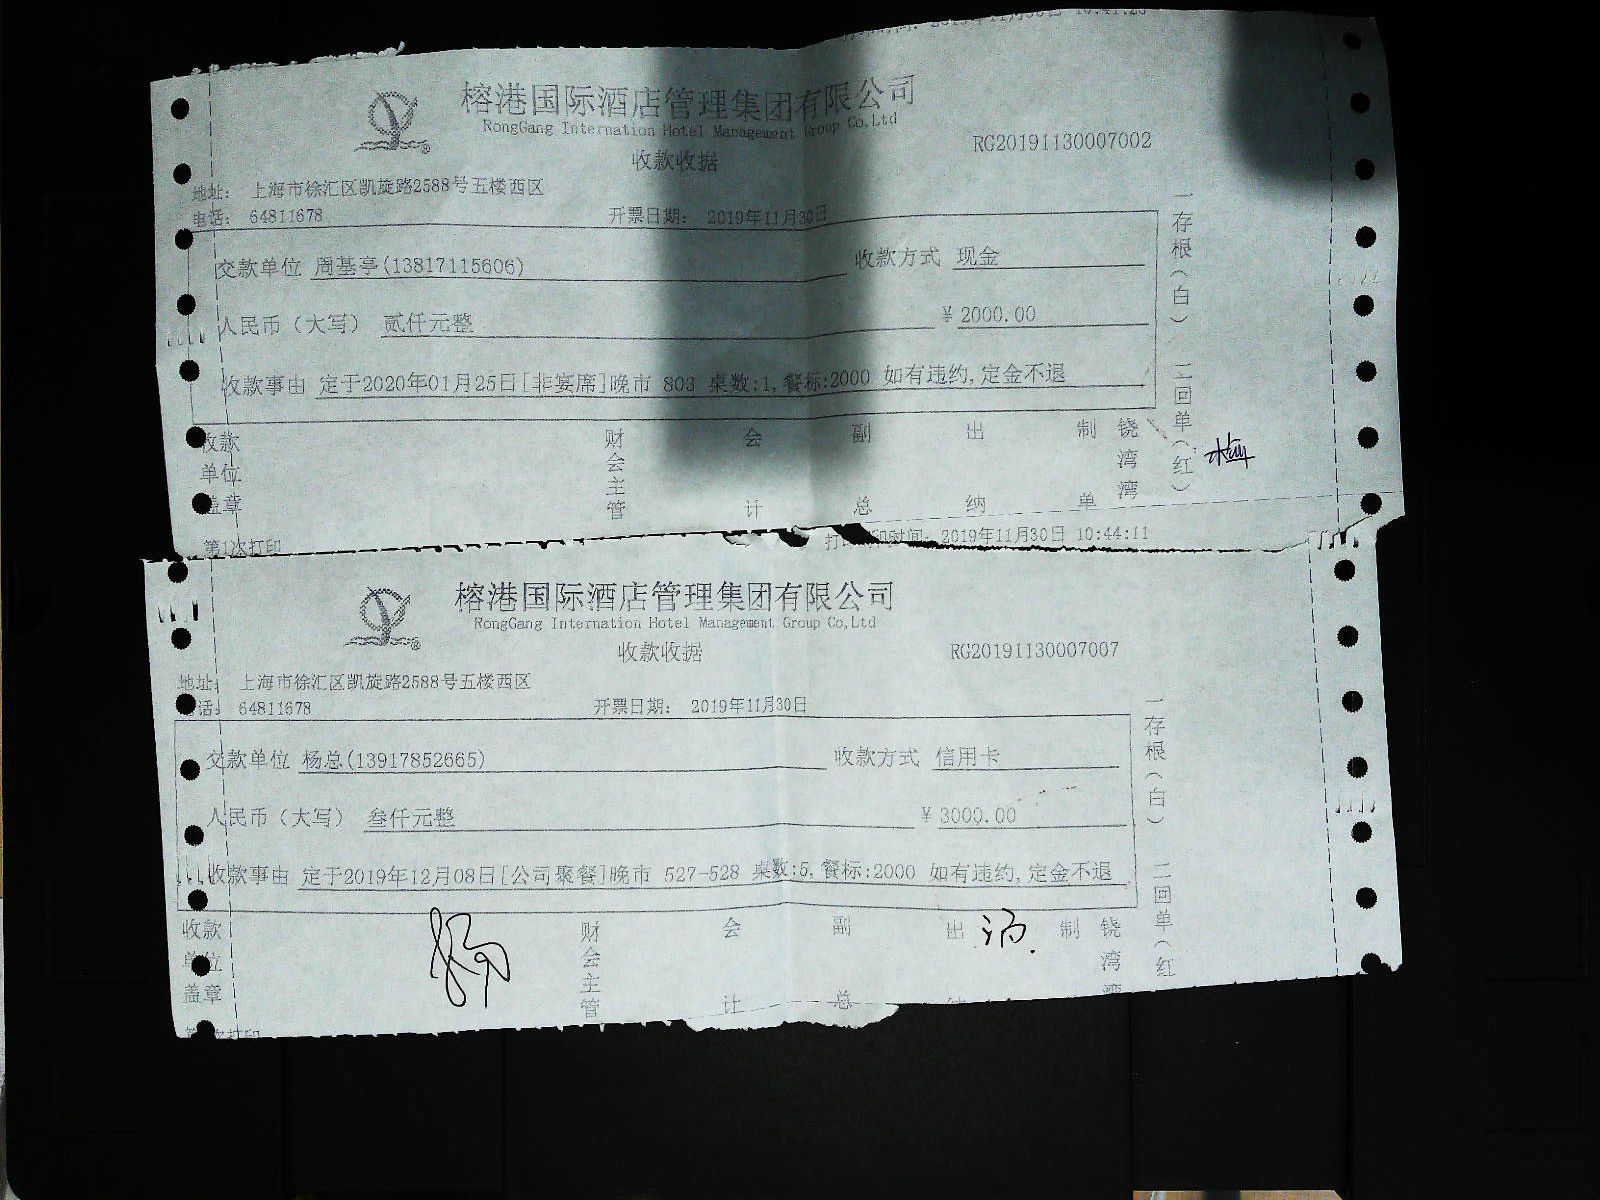 榕港国际酒店管理集团有限公司
RongGang Internation Hotel Management Group Co,Ltd
收款收据
RG20191130007002
地址: 上海市徐汇区凯旋路2588号五楼西区
电话: 64811678 开票日期: 2019年11月30日
交款单位 周基亭(13817115606) 收款方式 现金
人民币（大写） 贰仟元整 ¥ 2000.00
收款事由 定于2020年01月25日[非宴席]晚市 803 桌数:1,餐标:2000 如有违约,定金不退
收款单位盖章 财会主管 会计 副总 出纳 制单 饶湾湾
一存根（白） 二回单（红）
第1次打印 打印时间: 2019年11月30日 10:44:11
榕港国际酒店管理集团有限公司
RongGang Internation Hotel Management Group Co,Ltd
收款收据
RG20191130007007
地址: 上海市徐汇区凯旋路2588号五楼西区
电话: 64811678 开票日期: 2019年11月30日
交款单位 杨总(13917852665) 收款方式 信用卡
人民币（大写） 叁仟元整 ¥ 3000.00
收款事由 定于2019年12月08日[公司聚餐]晚市 527-528 桌数:5,餐标:2000 如有违约,定金不退
收款单位盖章 财会主管 会计 副总 出 制 饶湾湾
一存根（白） 二回单（红